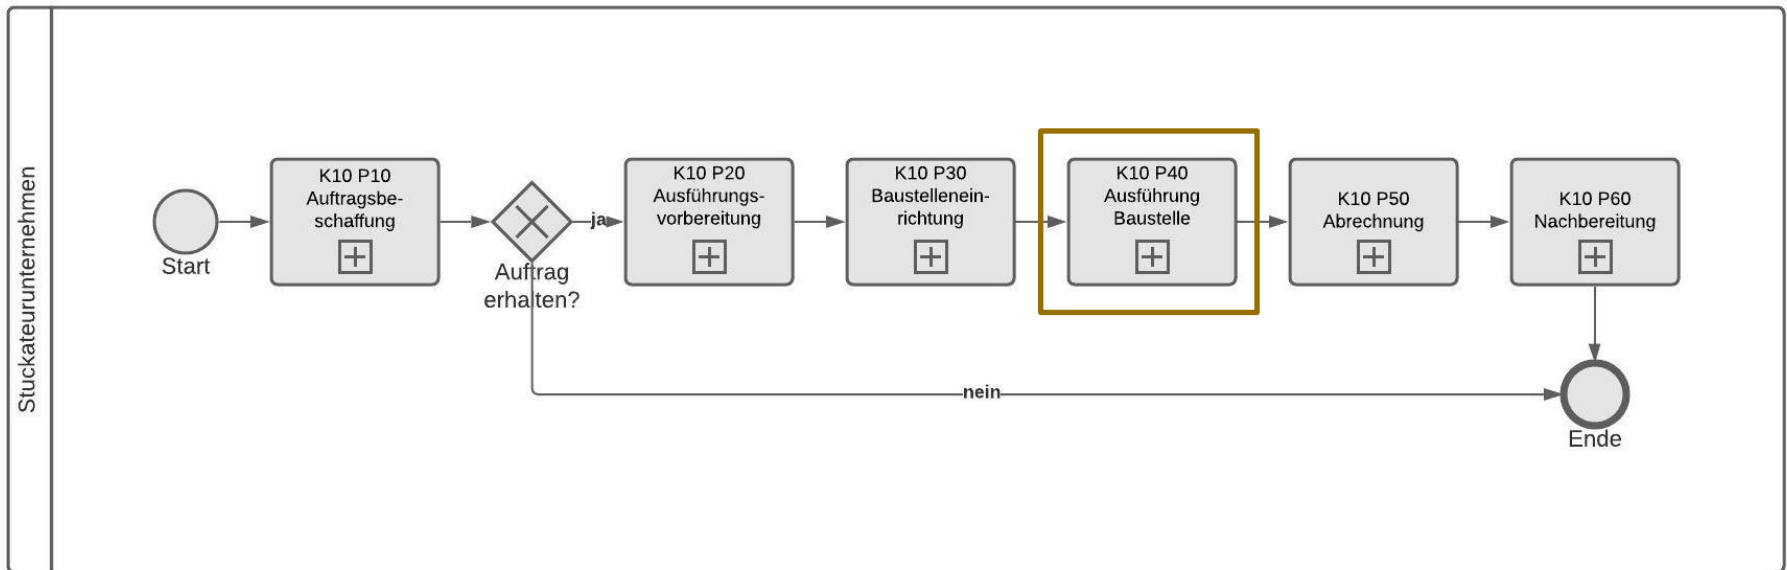 Stuckateurunternehmen
Start
K10 P10
Auftragsbe-
schaffung
Auftrag
erhalten?
ja
K10 P20
Ausführungs-
vorbereitung
K10 P30
Baustellenein-
richtung
K10 P40
Ausführung
Baustelle
K10 P50
Abrechnung
K10 P60
Nachbereitung
nein
Ende